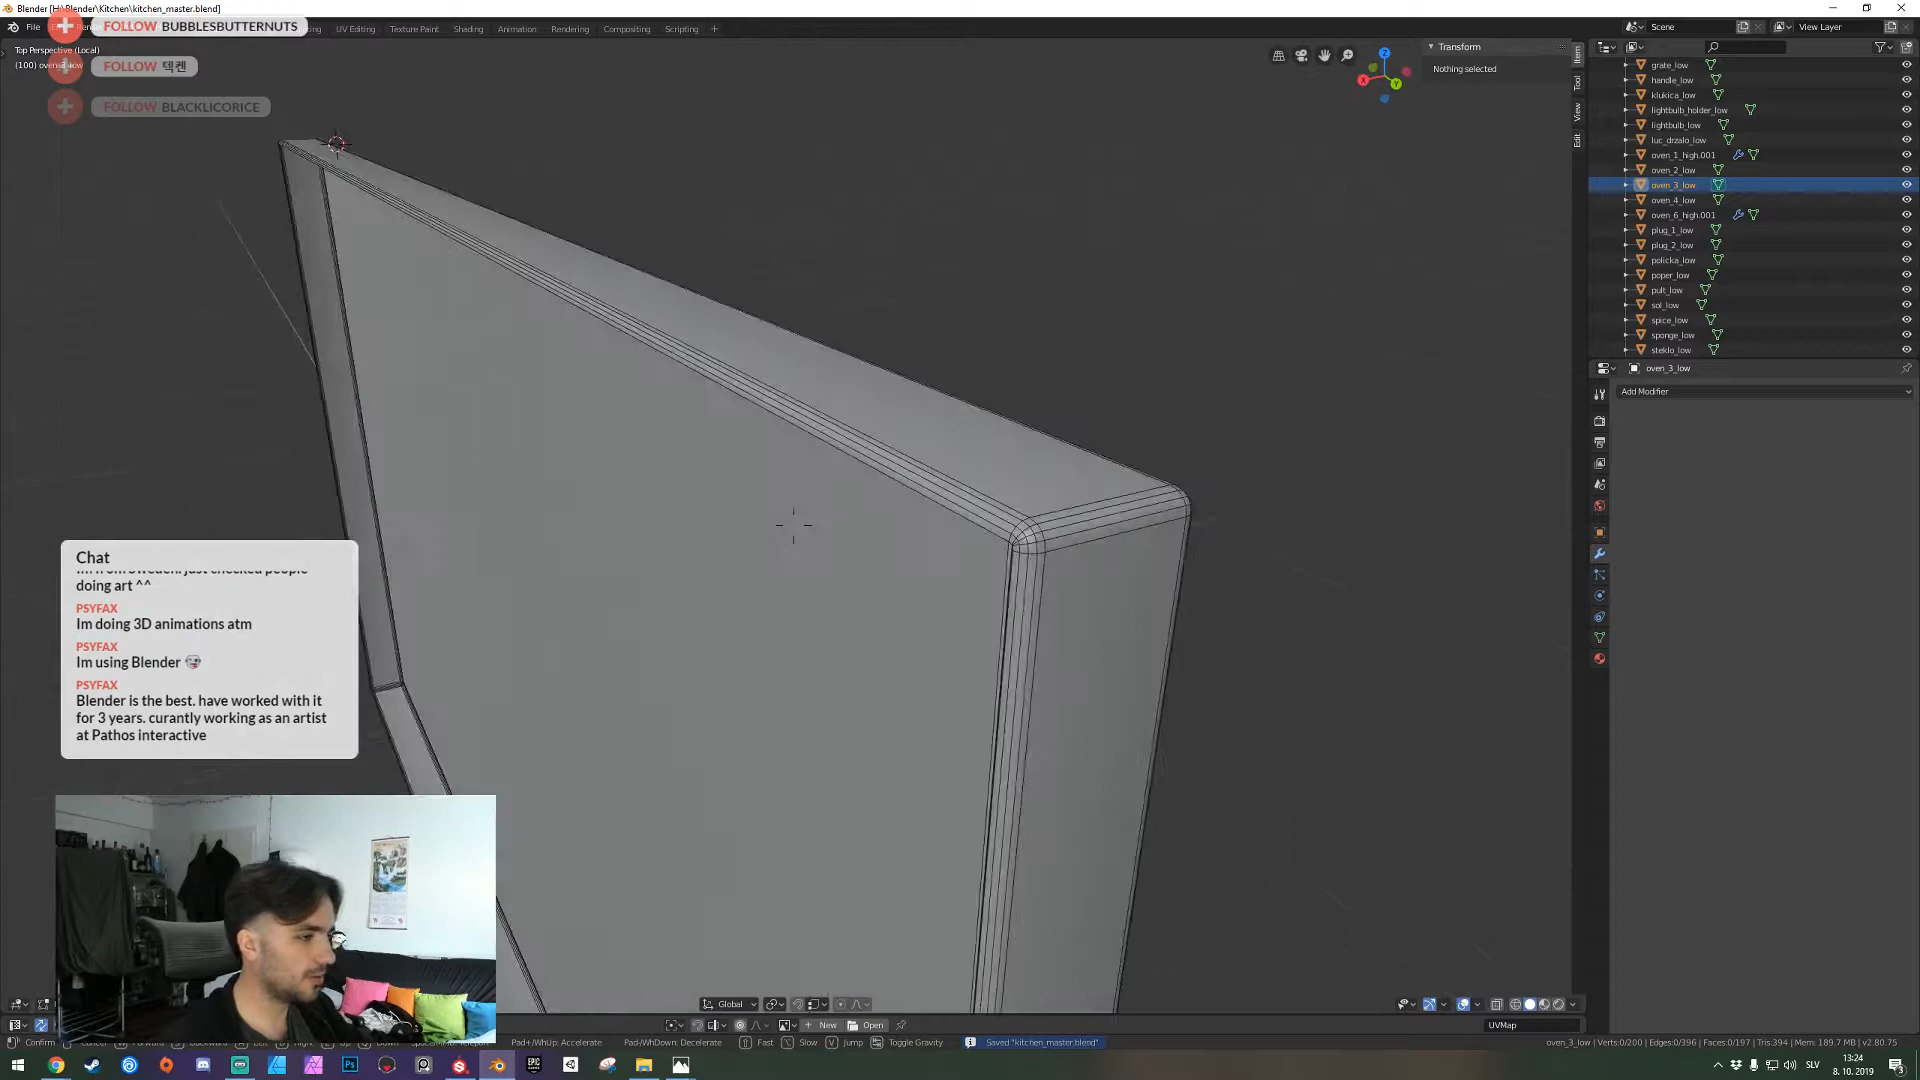 Blender [H:\Blender\Kitchen\kitchen_master.blend]
FOLLOW BUBBLESBUTTERNUTS
File
UV Editing
Texture Paint
Shading
Animation
Rendering
Compositing
Scripting
Scene
View Layer
Top Perspective (Local)
(100) oven_3_low
FOLLOW 텍켄
FOLLOW BLACKLICORICE
Transform
Nothing selected
Item
Tool
View
Edit
Z
X
Y
grate_low
handle_low
klukica_low
lightbulb_holder_low
lightbulb_low
luc_drzalo_low
oven_1_high.001
oven_2_low
oven_3_low
oven_4_low
oven_6_high.001
plug_1_low
plug_2_low
policka_low
poper_low
pult_low
sol_low
spice_low
sponge_low
steklo_low
oven_3_low
Add Modifier
Chat
doing art ^^
PSYFAX
Im doing 3D animations atm
PSYFAX
Im using Blender
PSYFAX
Blender is the best. have worked with it
for 3 years. curantly working as an artist
at Pathos interactive
Global
New
Open
UVMap
Confirm
Pad+/WhUp: Accelerate
Pad-/WhDown: Decelerate
Fast
Slow
Jump
Toggle Gravity
Saved "kitchen_master.blend"
oven_3_low | Verts:0/200 | Edges:0/396 | Faces:0/197 | Tris:394 | Mem: 189.7 MB | v2.80.75
SLV
13:24
8. 10. 2019